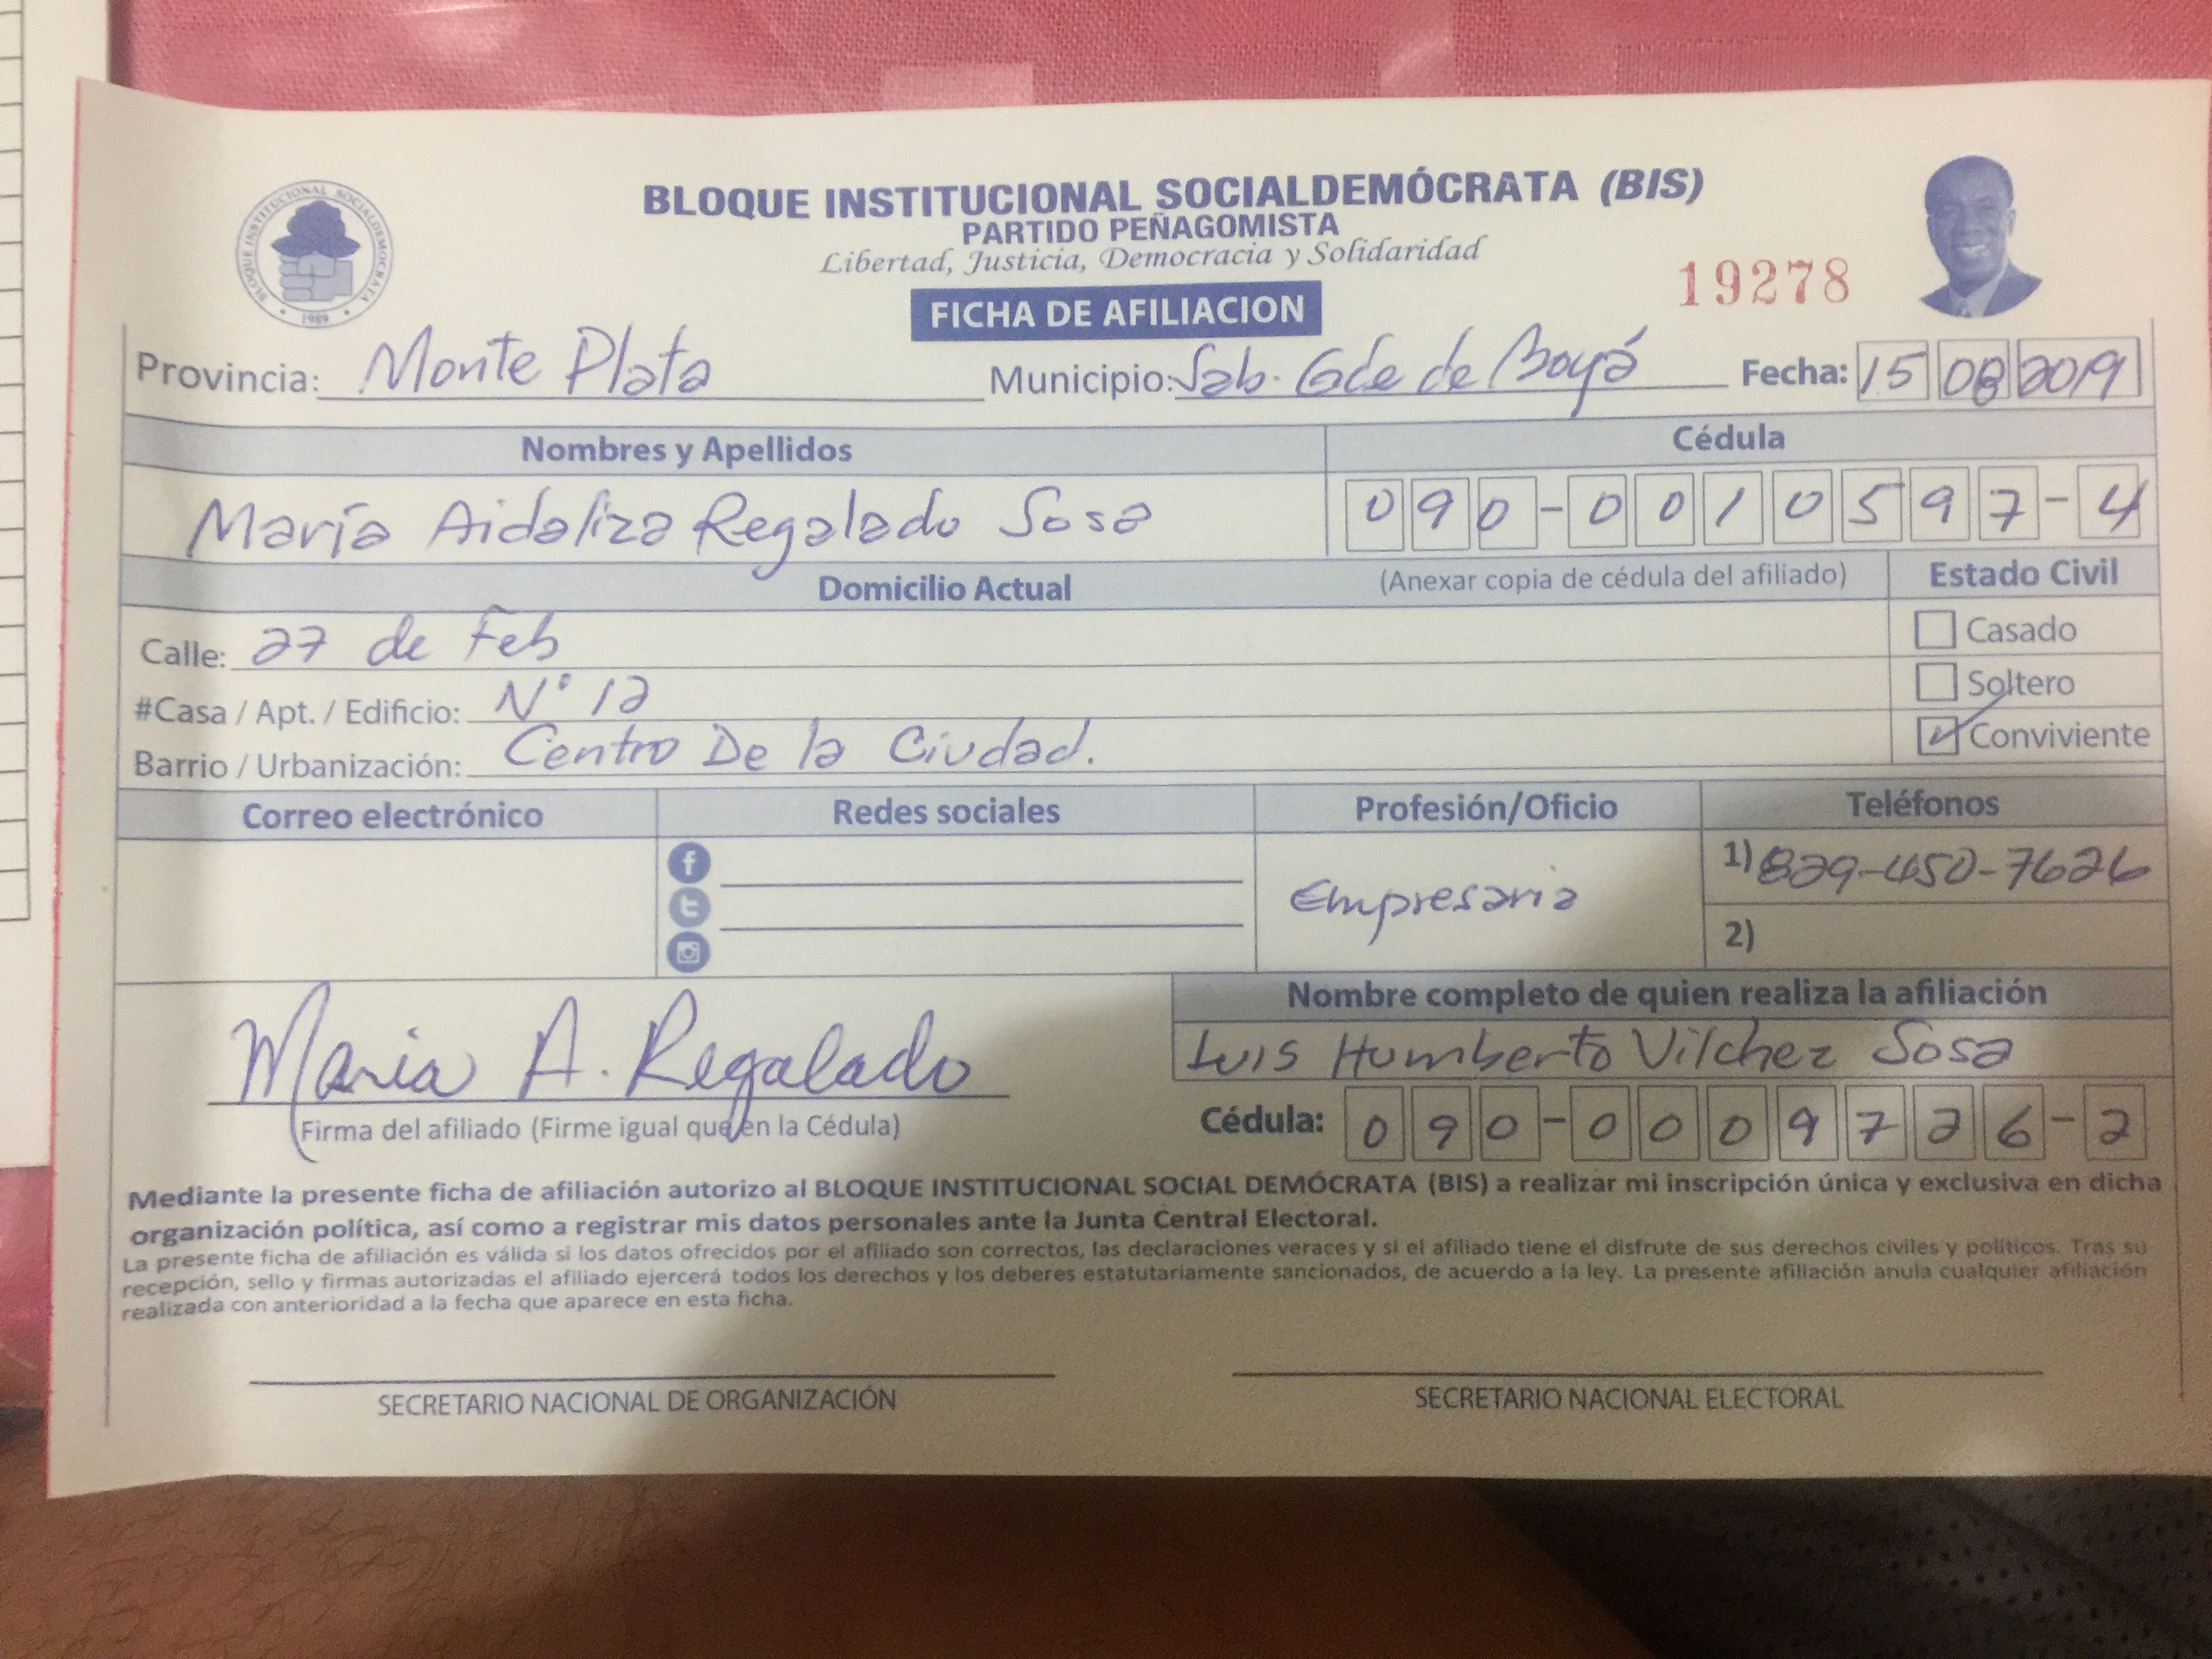 BLOQUE INSTITUCIONAL SOCIALDEMOCRATA
1989
BLOQUE INSTITUCIONAL SOCIALDEMÓCRATA (BIS)
PARTIDO PEÑAGOMISTA
Libertad, Justicia, Democracia y Solidaridad
19278
FICHA DE AFILIACION
Provincia: Monte Plata Municipio: Sab. Gde de Boyá Fecha: 15 08 2019
Nombres y Apellidos Cédula
María Aidaliza Regalado Sosa 090-0010597-4
Domicilio Actual (Anexar copia de cédula del afiliado) Estado Civil
Calle: 27 de Feb Casado
#Casa / Apt. / Edificio: N° 12 Soltero
Barrio / Urbanización: Centro De la Ciudad. Conviviente
Correo electrónico Redes sociales Profesión/Oficio Teléfonos
Empresaria 1) 829-450-7626
2)
Nombre completo de quien realiza la afiliación
Luis Humberto Vilchez Sosa
Maria A. Regalado
Firma del afiliado (Firme igual que en la Cédula) Cédula: 090-0009726-2
Mediante la presente ficha de afiliación autorizo al BLOQUE INSTITUCIONAL SOCIAL DEMÓCRATA (BIS) a realizar mi inscripción única y exclusiva en dicha
organización política, así como a registrar mis datos personales ante la Junta Central Electoral.
La presente ficha de afiliación es válida si los datos ofrecidos por el afiliado son correctos, las declaraciones veraces y si el afiliado tiene el disfrute de sus derechos civiles y políticos. Tras su
recepción, sello y firmas autorizadas el afiliado ejercerá todos los derechos y los deberes estatutariamente sancionados, de acuerdo a la ley. La presente afiliación anula cualquier afiliación
realizada con anterioridad a la fecha que aparece en esta ficha.
SECRETARIO NACIONAL DE ORGANIZACIÓN SECRETARIO NACIONAL ELECTORAL